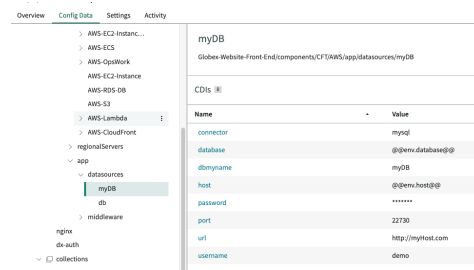 Overview Config Data Settings Activity
AWS-EC2-Instanc...
AWS-ECS
AWS-OpsWork
AWS-EC2-Instance
AWS-RDS-DB
AWS-S3
AWS-Lambda
AWS-CloudFront
regionalServers
app
datasources
myDB
db
middleware
nginx
dx-auth
collections
myDB
Globex-Website-Front-End/components/CFT/AWS/app/datasources/myDB
CDIs 8
Name Value
connector mysql
database @@env.database@@
dbmyname myDB
host @@env.host@@
password *******
port 22730
url http://myHost.com
username demo